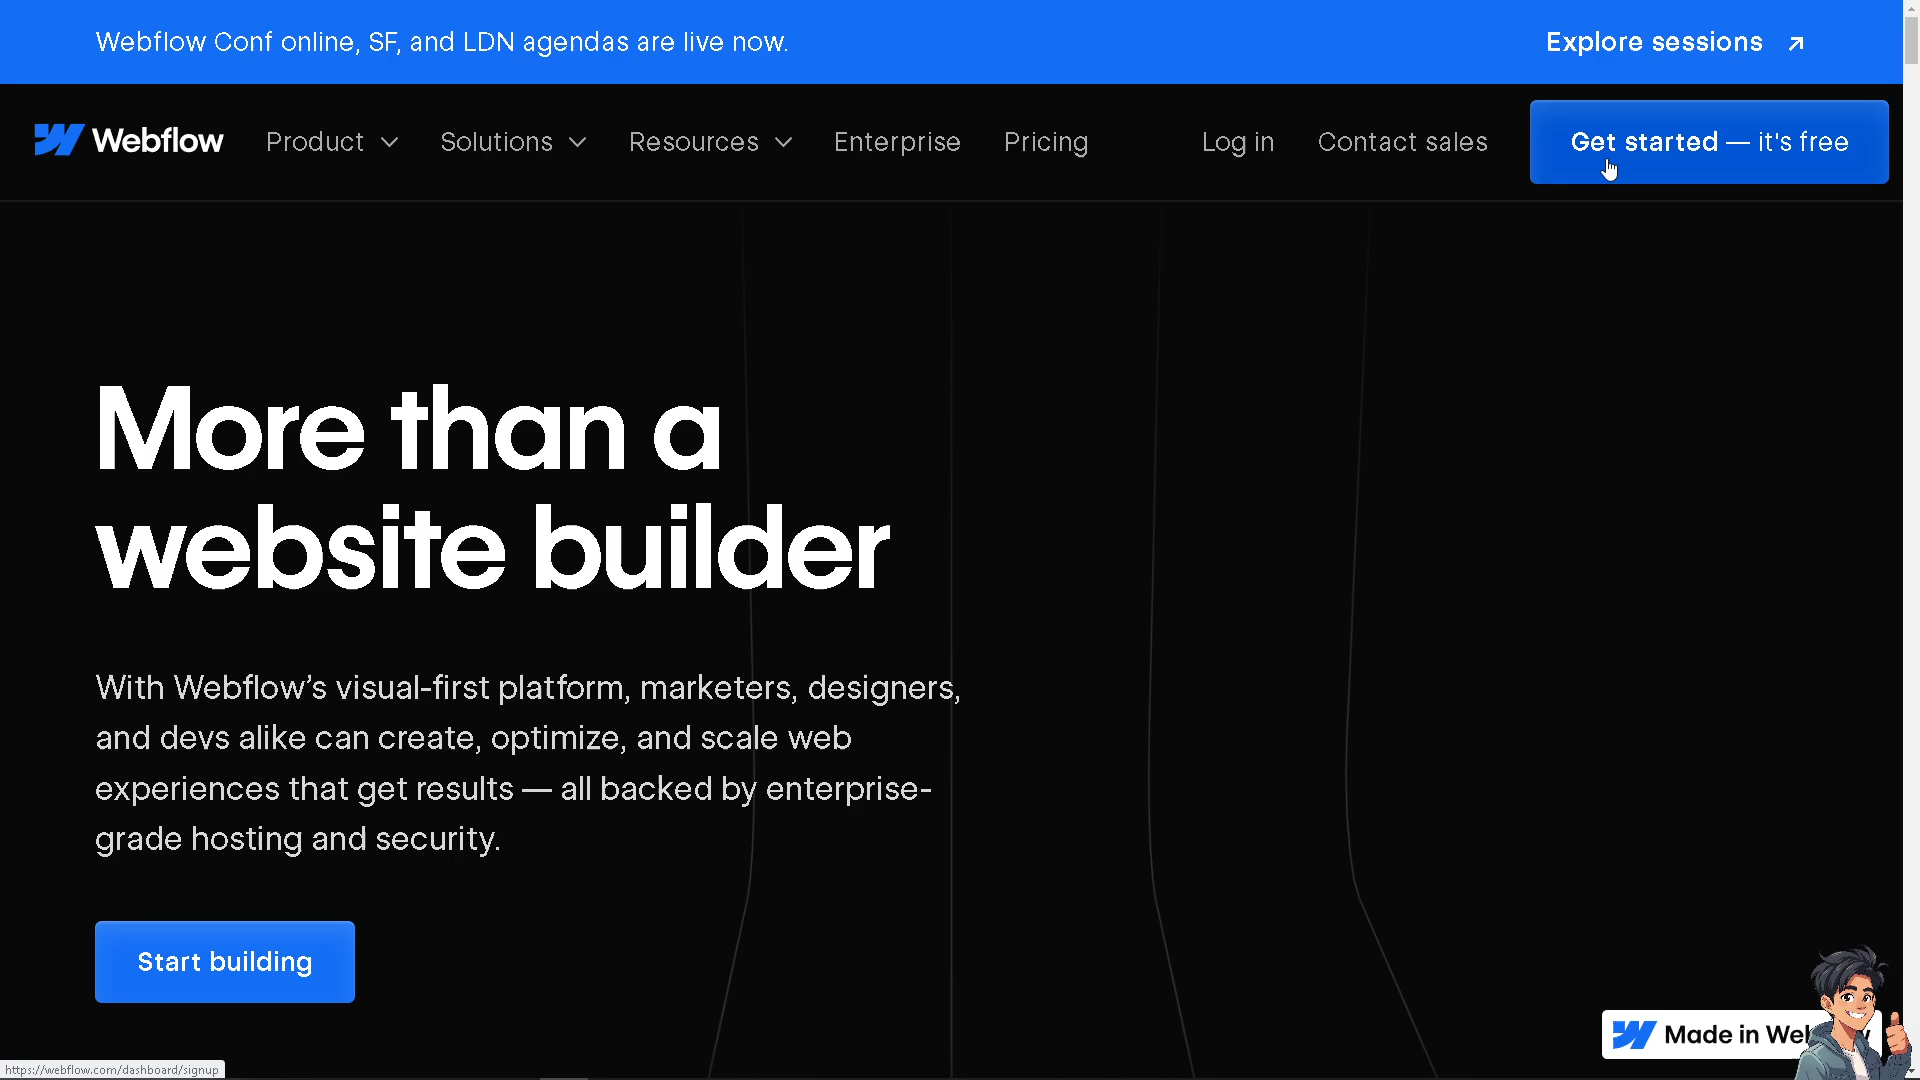 Webflow Conf online, SF, and LDN agendas are live now.
Explore sessions
Webflow
Product
Solutions
Resources
Enterprise
Pricing
Log in
Contact sales
Get started — it's free
More than a
website builder
With Webflow’s visual-first platform, marketers, designers,
and devs alike can create, optimize, and scale web
experiences that get results — all backed by enterprise-
grade hosting and security.
Start building
Made in
https://webflow.com/dashboard/signup